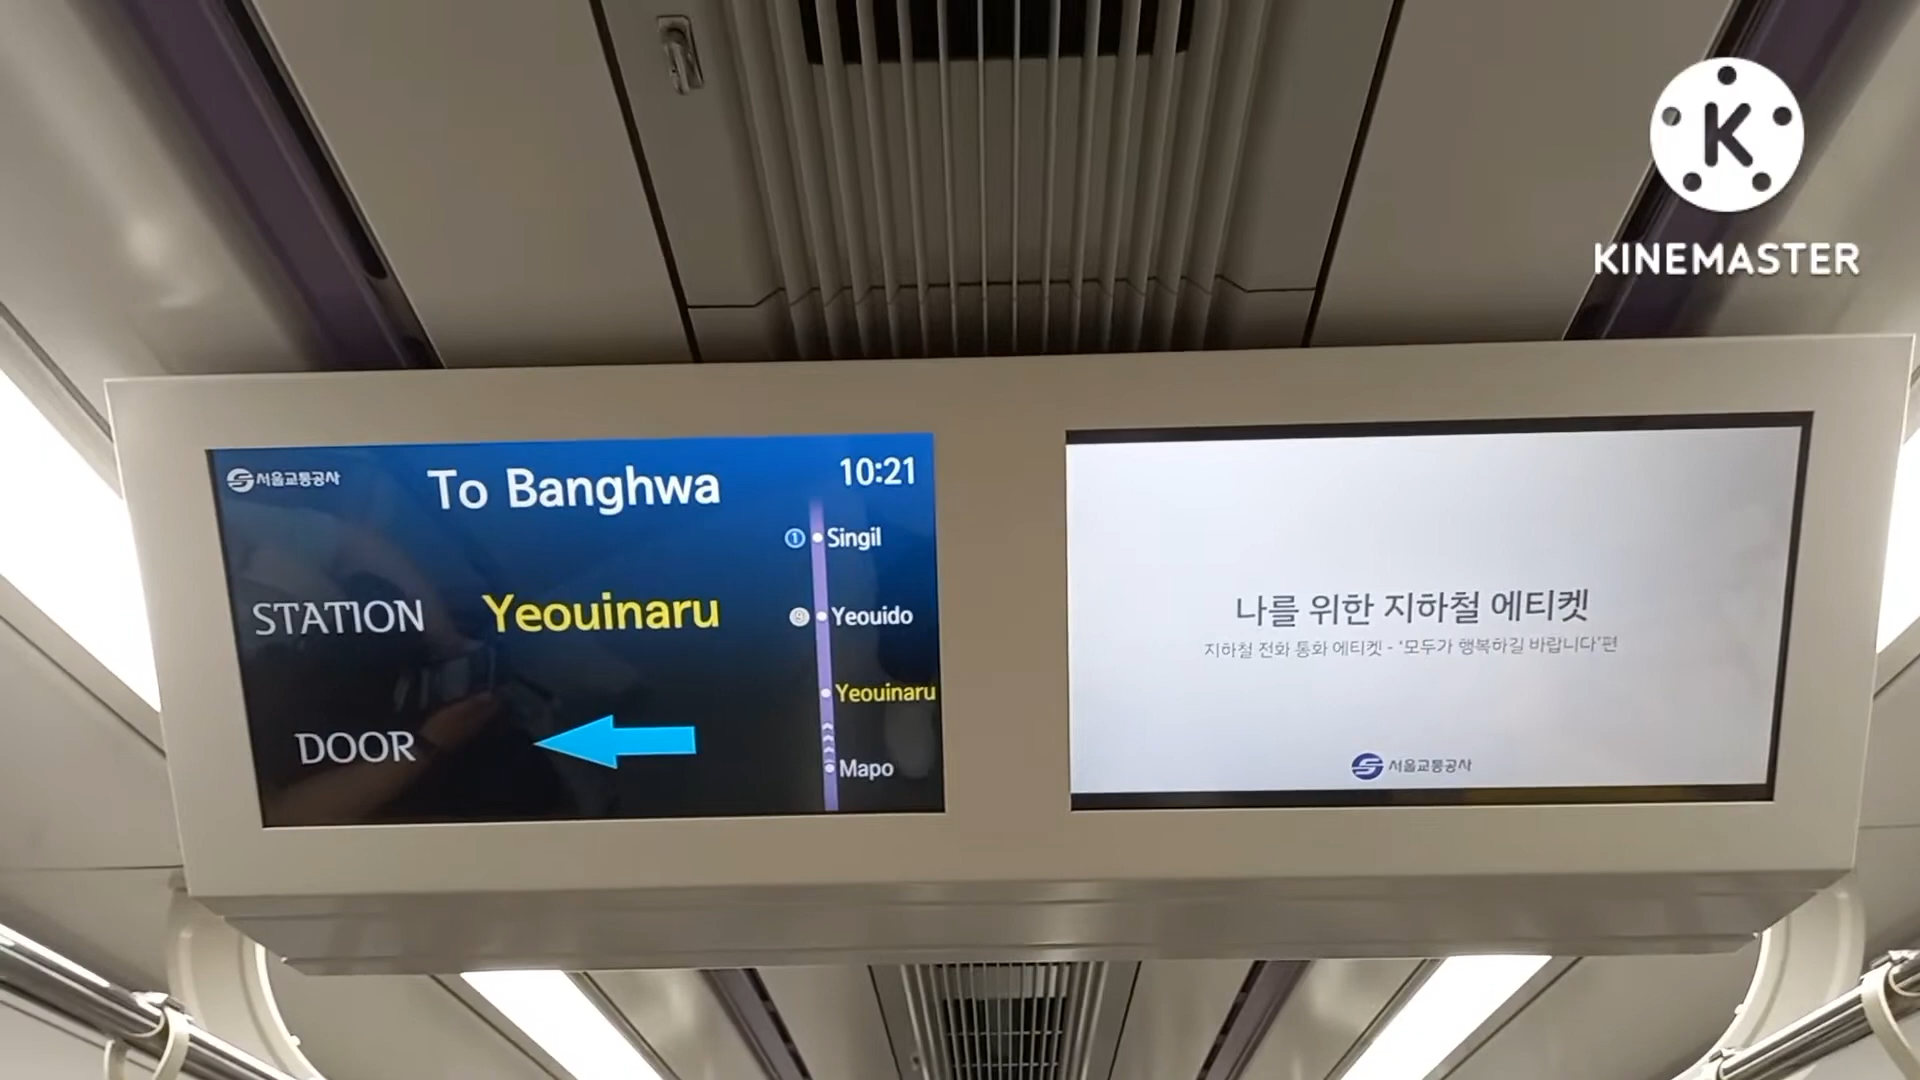 K
KINEMASTER
서울교통공사
To Banghwa
10:21
① Singil
⑨ Yeouido
Yeouinaru
Mapo
STATION Yeouinaru
DOOR
나를 위한 지하철 에티켓
지하철 전화 통화 에티켓 - '모두가 행복하길 바랍니다'편
서울교통공사